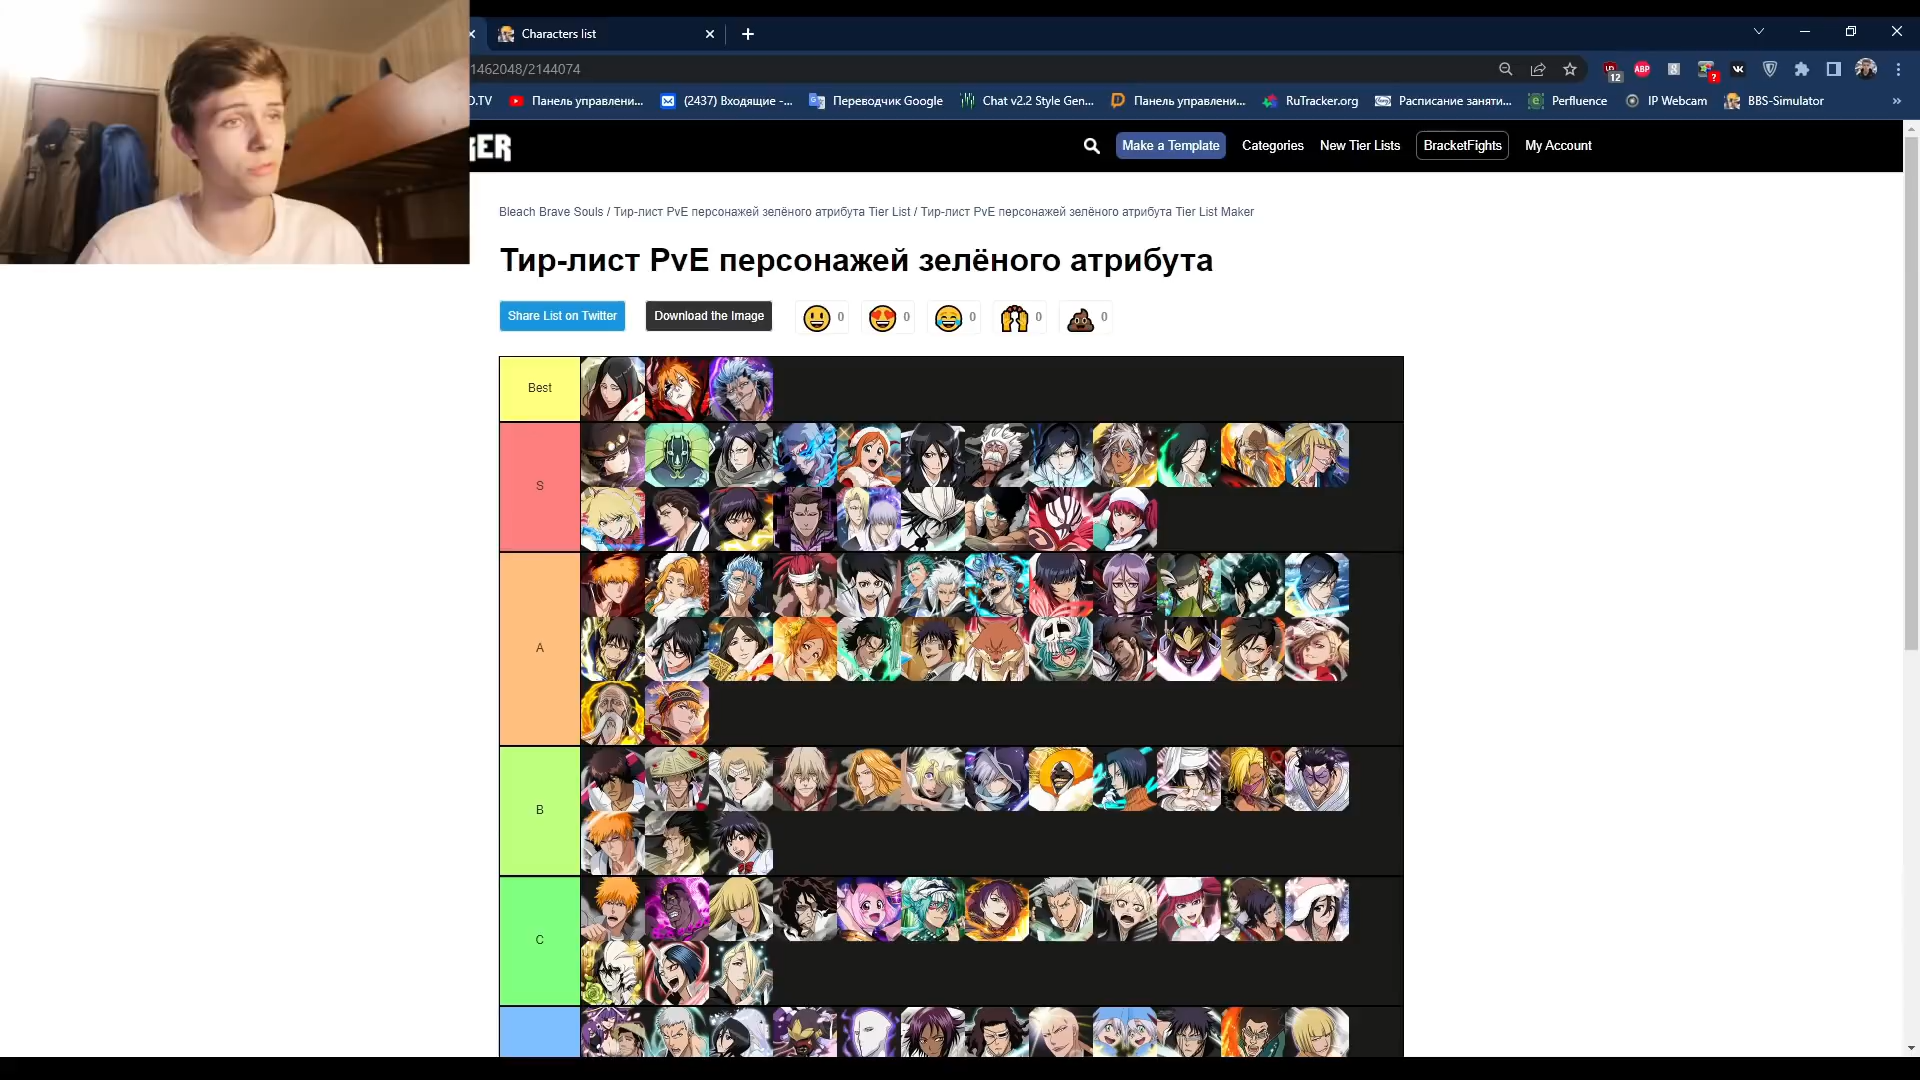 Characters list
1462048/2144074
12
ABP
?
O.TV
Панель управлени...
(2437) Входящие -...
Переводчик Google
Chat v2.2 Style Gen...
Панель управлени...
RuTracker.org
Расписание заняти...
Perfluence
IP Webcam
BBS-Simulator
KER
Make a Template
Categories
New Tier Lists
BracketFights
My Account
Bleach Brave Souls / Тир-лист PvE персонажей зелёного атрибута Tier List / Тир-лист PvE персонажей зелёного атрибута Tier List Maker
Тир-лист PvE персонажей зелёного атрибута
Share List on Twitter
Download the Image
0
0
0
0
0
Best
S
A
B
C